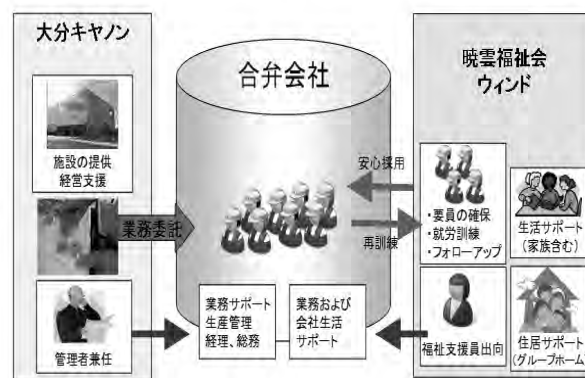 大分キヤノン
施設の提供
経営支援
業務委託
管理者兼任
合弁会社
安心採用
再訓練
業務サポート
生産管理
経理、総務
業務および
会社生活
サポート
暁雲福祉会
ウィンド
・要員の確保
・就労訓練
・フォローアップ
生活サポート
(家族含む)
福祉支援員出向
住居サポート
(グループホーム)